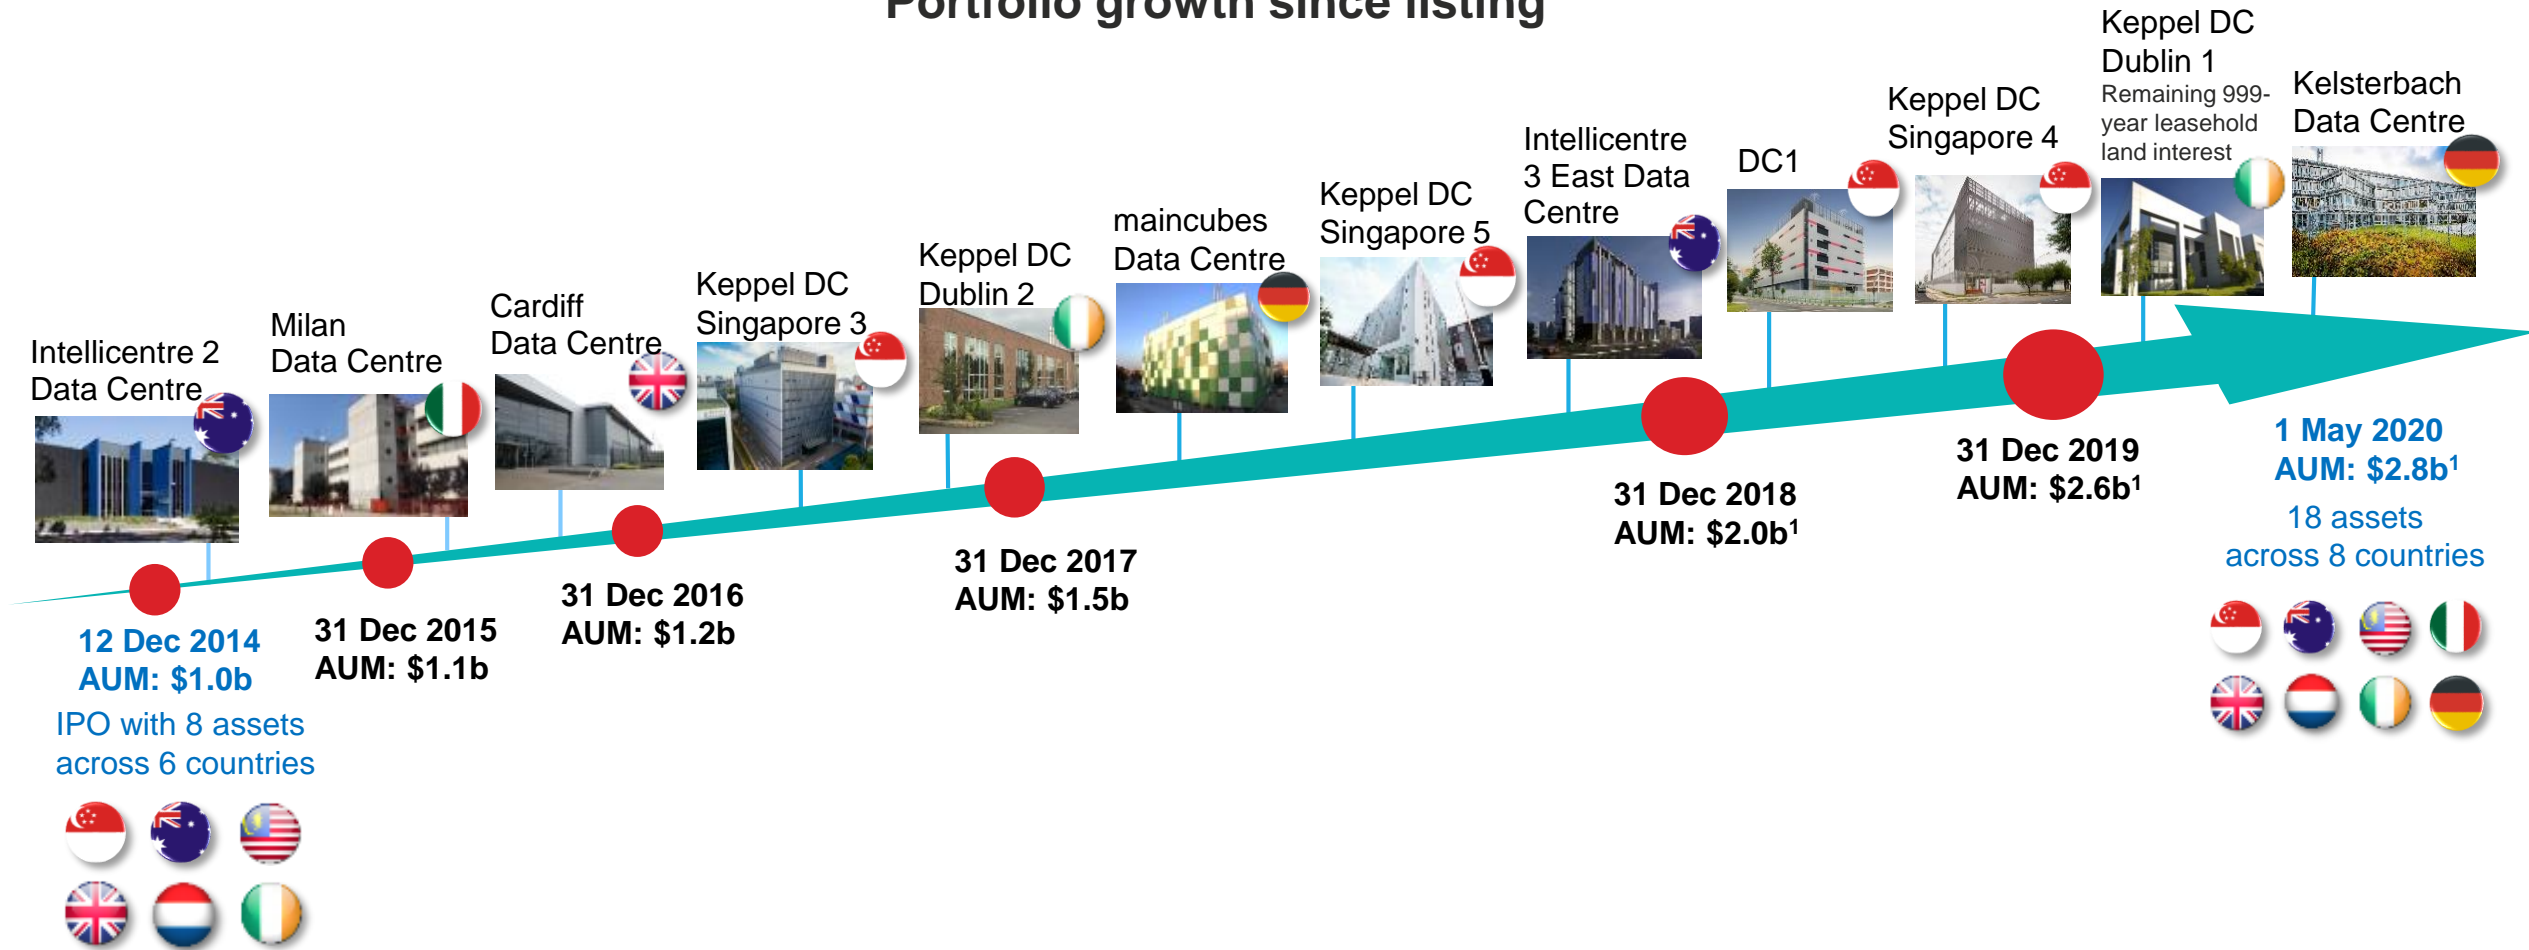 Portfolio growth since listing
Intellicentre 2
Data Centre
Milan
Data Centre
Cardiff
Data Centre
Keppel DC
Singapore 3
Keppel DC
Dublin 2
maincubes
Data Centre
Keppel DC
Singapore 5
Intellicentre
3 East Data
Centre
DC1
Keppel DC
Singapore 4
Keppel DC
Dublin 1
Remaining 999-
year leasehold
land interest
Kelsterbach
Data Centre
12 Dec 2014
AUM: $1.0b
IPO with 8 assets
across 6 countries
31 Dec 2015
AUM: $1.1b
31 Dec 2016
AUM: $1.2b
31 Dec 2017
AUM: $1.5b
31 Dec 2018
AUM: $2.0b¹
31 Dec 2019
AUM: $2.6b¹
1 May 2020
AUM: $2.8b¹
18 assets
across 8 countries